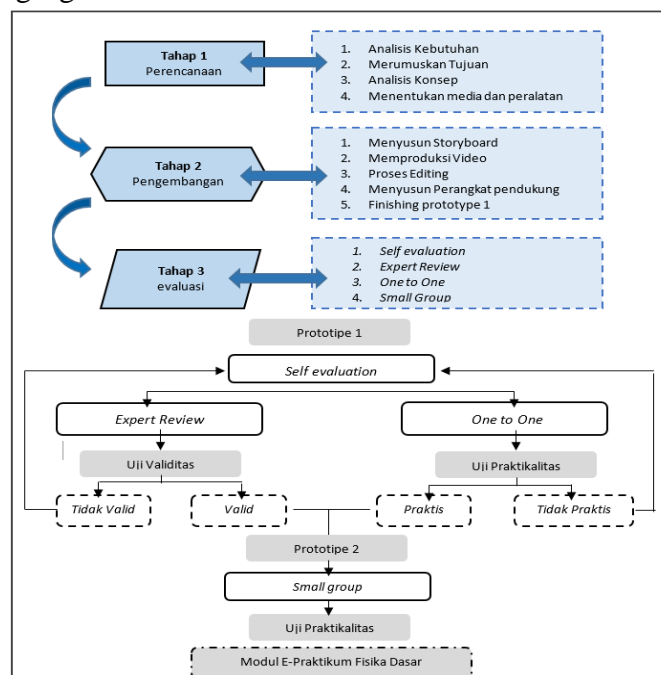 Tahap 1
Perencanaan
1. Analisis Kebutuhan
2. Merumuskan Tujuan
3. Analisis Konsep
4. Menentukan media dan peralatan
Tahap 2
Pengembangan
1. Menyusun Storyboard
2. Memproduksi Video
3. Proses Editing
4. Menyusun Perangkat pendukung
5. Finishing prototype 1
Tahap 3
evaluasi
1. Self evaluation
2. Expert Review
3. One to One
4. Small Group
Prototipe 1
Self evaluation
Expert Review
One to One
Uji Validitas
Uji Praktikalitas
Tidak Valid
Valid
Praktis
Tidak Praktis
Prototipe 2
Small group
Uji Praktikalitas
Modul E-Praktikum Fisika Dasar